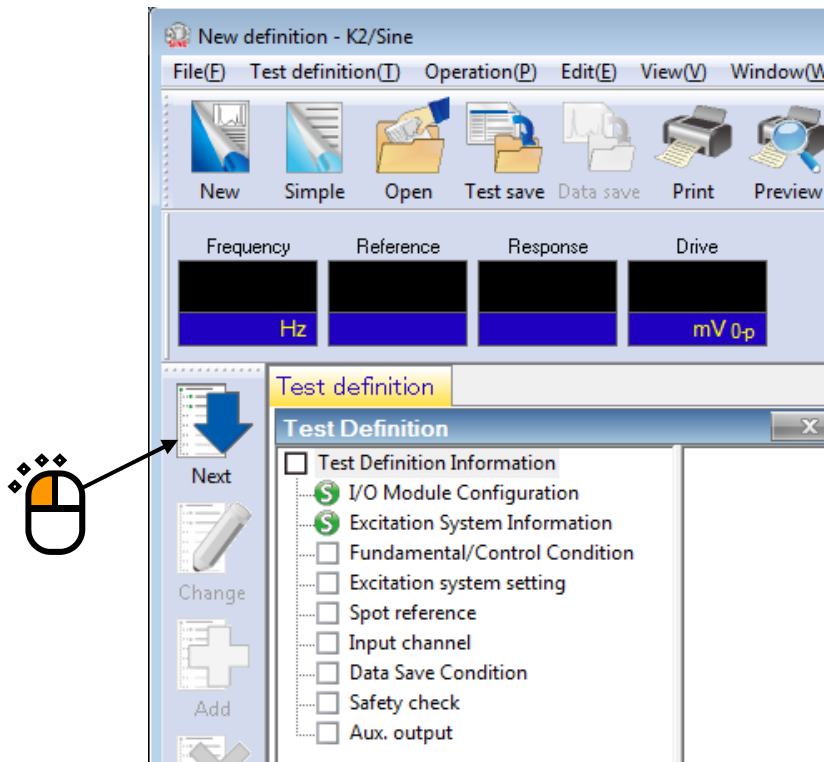 New definition - K2/Sine
File(F) Test definition(T) Operation(P) Edit(E) View(V) Window(W
New Simple Open Test save Data save Print Preview
Frequency Reference Response Drive
Hz mV 0-p
Test definition
Test Definition
Next
Change
Add
Test Definition Information
S I/O Module Configuration
S Excitation System Information
Fundamental/Control Condition
Excitation system setting
Spot reference
Input channel
Data Save Condition
Safety check
Aux. output